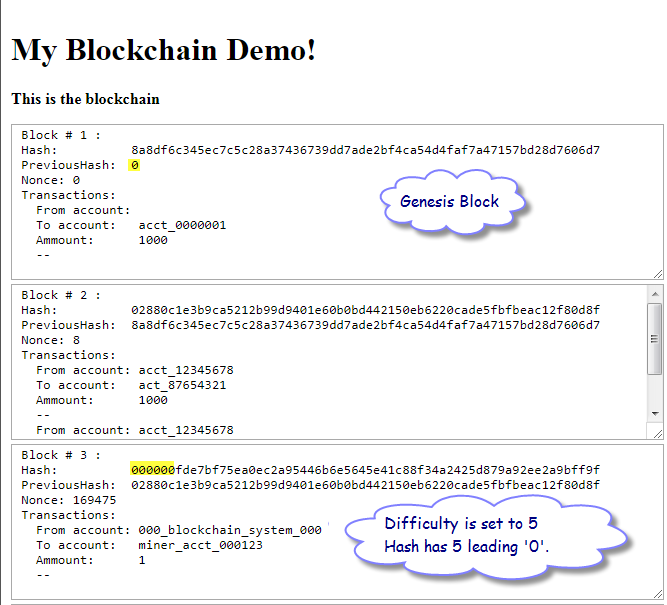 My Blockchain Demo!
This is the blockchain
Block # 1 :
Hash: 8a8df6c345ec7c5c28a37436739dd7ade2bf4ca54d4faf7a47157bd28d7606d7
PreviousHash: 0
Nonce: 0
Transactions:
From account:
To account: acct_0000001
Ammount: 1000
--
Genesis Block
Block # 2 :
Hash: 02880c1e3b9ca5212b99d9401e60b0bd442150eb6220cade5fbfbeac12f80d8f
PreviousHash: 8a8df6c345ec7c5c28a37436739dd7ade2bf4ca54d4faf7a47157bd28d7606d7
Nonce: 8
Transactions:
From account: acct_12345678
To account: act_87654321
Ammount: 1000
--
From account: acct_12345678
Block # 3 :
Hash: 000000fde7bf75ea0ec2a95446b6e5645e41c88f34a2425d879a92ee2a9bff9f
PreviousHash: 02880c1e3b9ca5212b99d9401e60b0bd442150eb6220cade5fbfbeac12f80d8f
Nonce: 169475
Transactions:
From account: 000_blockchain_system_000
To account: miner_acct_000123
Ammount: 1
--
Difficulty is set to 5
Hash has 5 leading '0'.